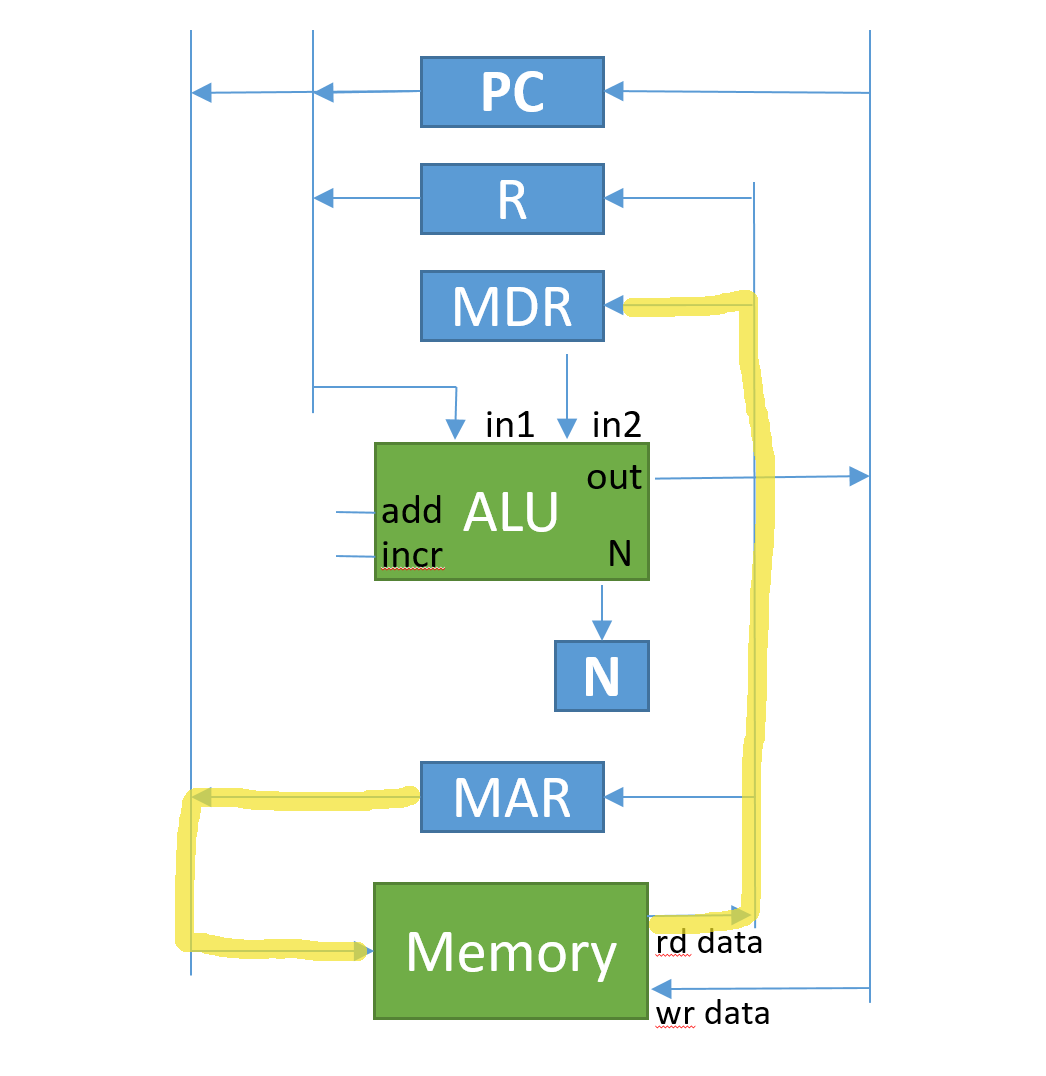 PC
R
MDR
in1 in2
out
add ALU
incr N
N
MAR
Memory
rd data
wr data